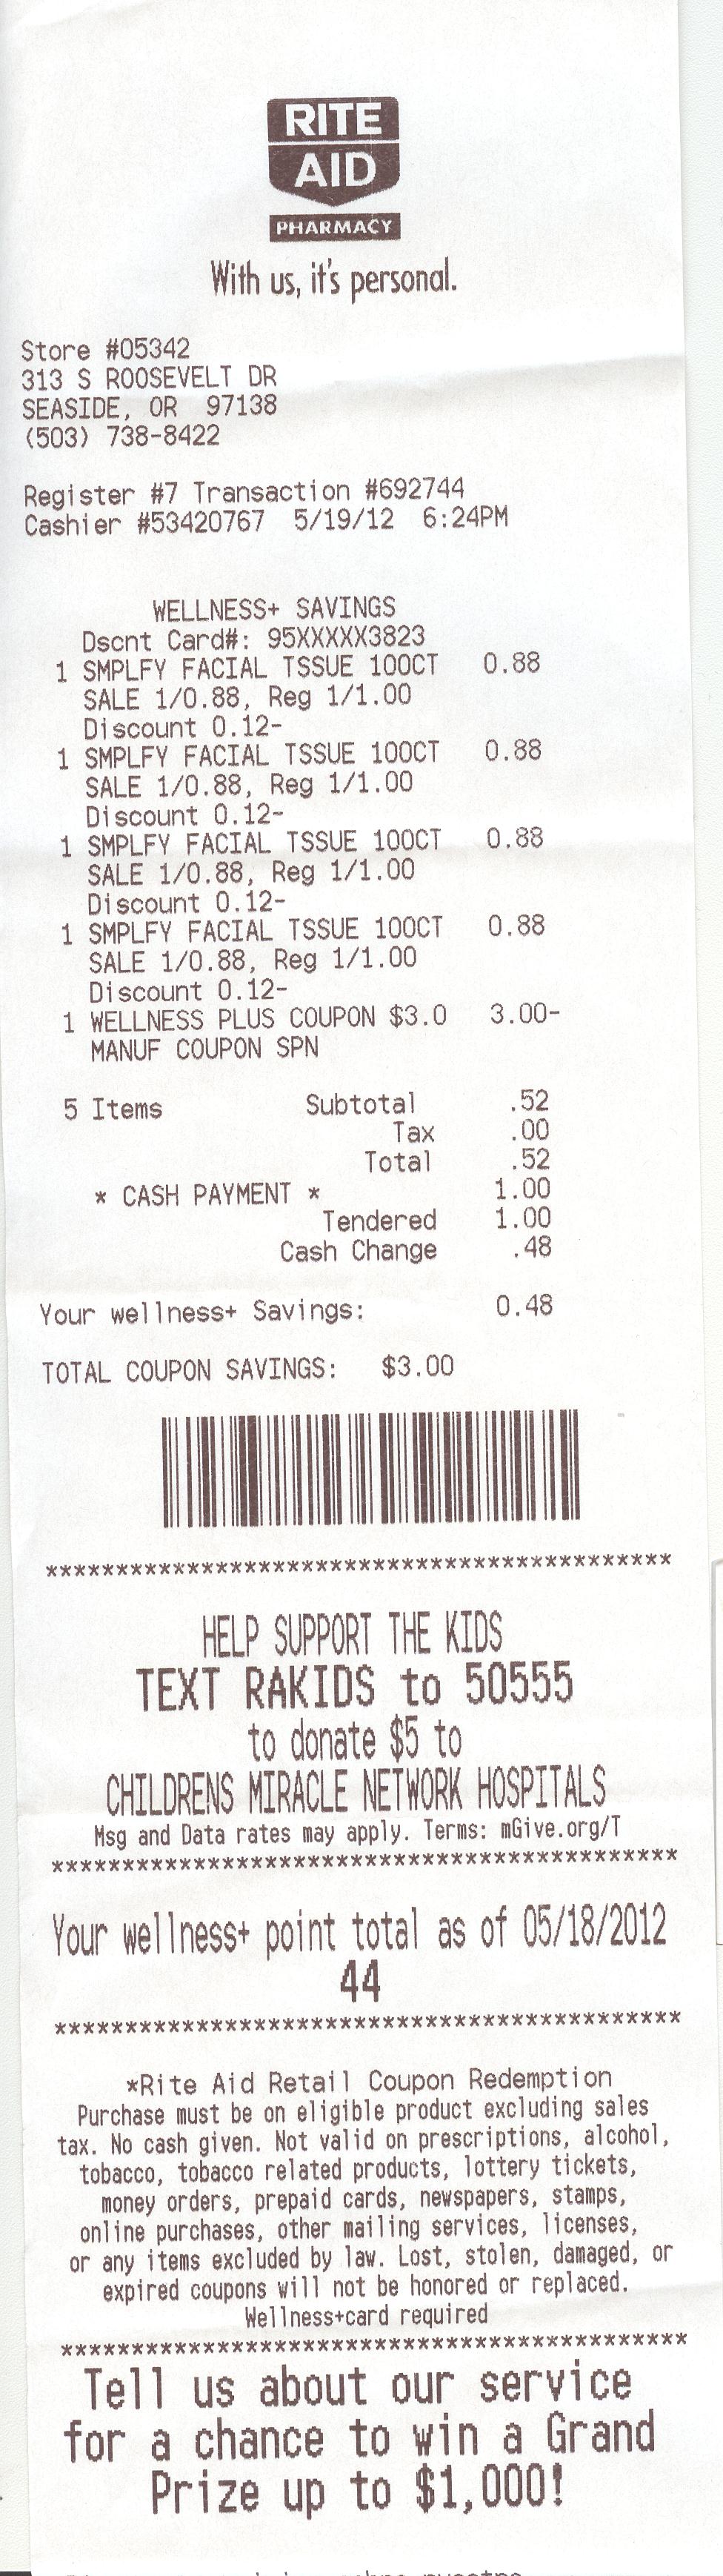 RITE
AID
PHARMACY
With us, it's personal.
Store #05342
313 S ROOSEVELT DR
SEASIDE, OR 97138
(503) 738-8422
Register #7 Transaction #692744
Cashier #53420767 5/19/12 6:24PM
WELLNESS+ SAVINGS
Dscnt Card#: 95XXXXX3823
1 SMPLFY FACIAL TSSUE 100CT 0.88
SALE 1/0.88, Reg 1/1.00
Discount 0.12-
1 SMPLFY FACIAL TSSUE 100CT 0.88
SALE 1/0.88, Reg 1/1.00
Discount 0.12-
1 SMPLFY FACIAL TSSUE 100CT 0.88
SALE 1/0.88, Reg 1/1.00
Discount 0.12-
1 SMPLFY FACIAL TSSUE 100CT 0.88
SALE 1/0.88, Reg 1/1.00
Discount 0.12-
1 WELLNESS PLUS COUPON $3.0 3.00-
MANUF COUPON SPN
5 Items Subtotal .52
Tax .00
Total .52
* CASH PAYMENT * 1.00
Tendered 1.00
Cash Change .48
Your wellness+ Savings: 0.48
TOTAL COUPON SAVINGS: $3.00
********************************************
HELP SUPPORT THE KIDS
TEXT RAKIDS to 50555
to donate $5 to
CHILDRENS MIRACLE NETWORK HOSPITALS
Msg and Data rates may apply. Terms: mGive.org/T
********************************************
Your wellness+ point total as of 05/18/2012
44
********************************************
*Rite Aid Retail Coupon Redemption
Purchase must be on eligible product excluding sales
tax. No cash given. Not valid on prescriptions, alcohol,
tobacco, tobacco related products, lottery tickets,
money orders, prepaid cards, newspapers, stamps,
online purchases, other mailing services, licenses,
or any items excluded by law. Lost, stolen, damaged, or
expired coupons will not be honored or replaced.
Wellness+card required
********************************************
Tell us about our service
for a chance to win a Grand
Prize up to $1,000!